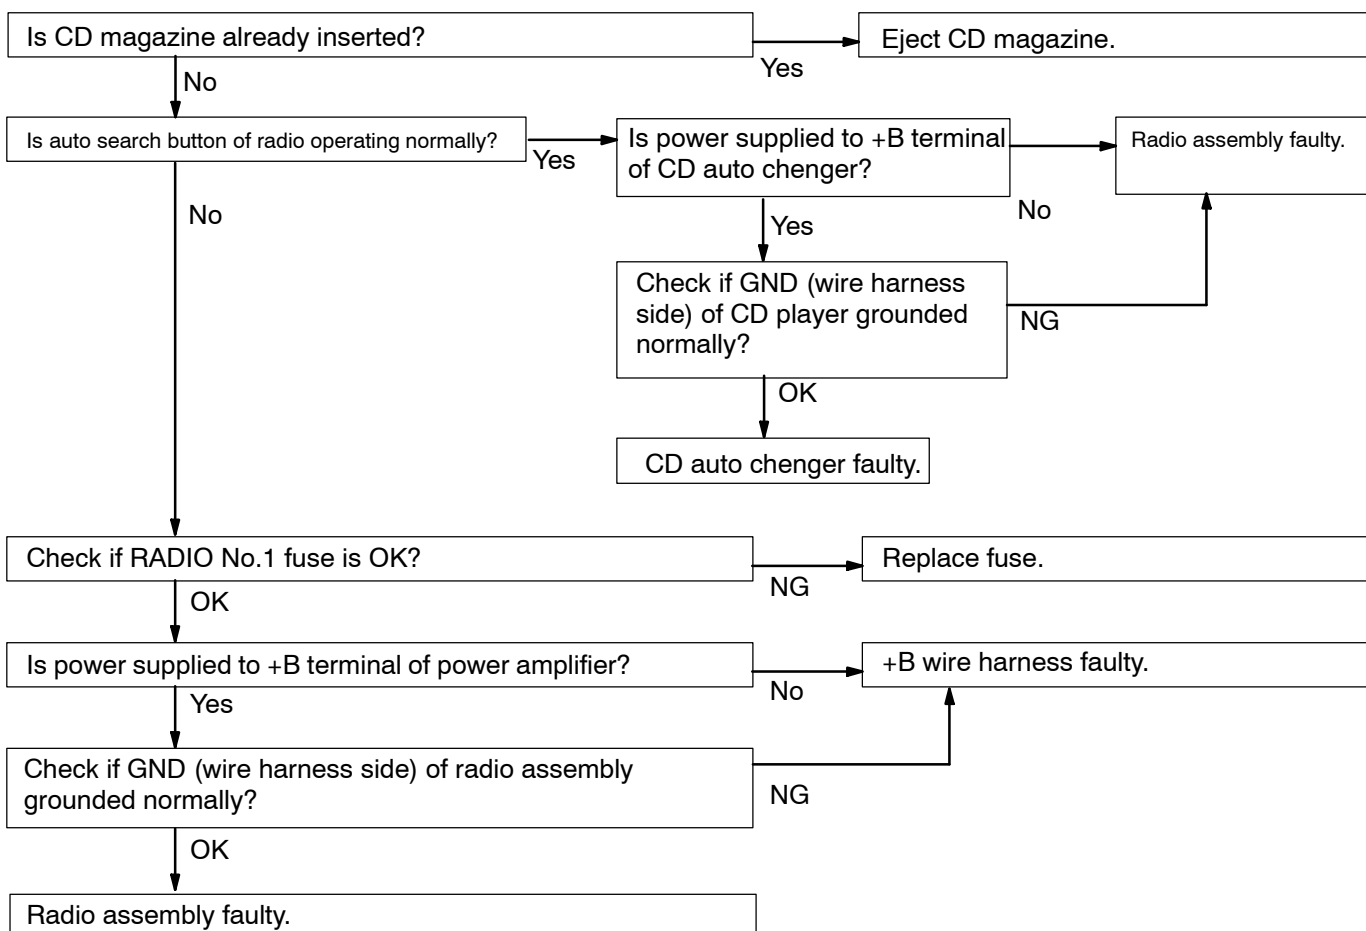 Is CD magazine already inserted?
Yes
Eject CD magazine.
No
Is auto search button of radio operating normally?
Yes
Is power supplied to +B terminal
of CD auto chenger?
No
Radio assembly faulty.
No
Yes
Check if GND (wire harness
side) of CD player grounded
normally?
NG
OK
CD auto chenger faulty.
Check if RADIO No.1 fuse is OK?
NG
Replace fuse.
OK
Is power supplied to +B terminal of power amplifier?
No
+B wire harness faulty.
Yes
Check if GND (wire harness side) of radio assembly
grounded normally?
NG
OK
Radio assembly faulty.